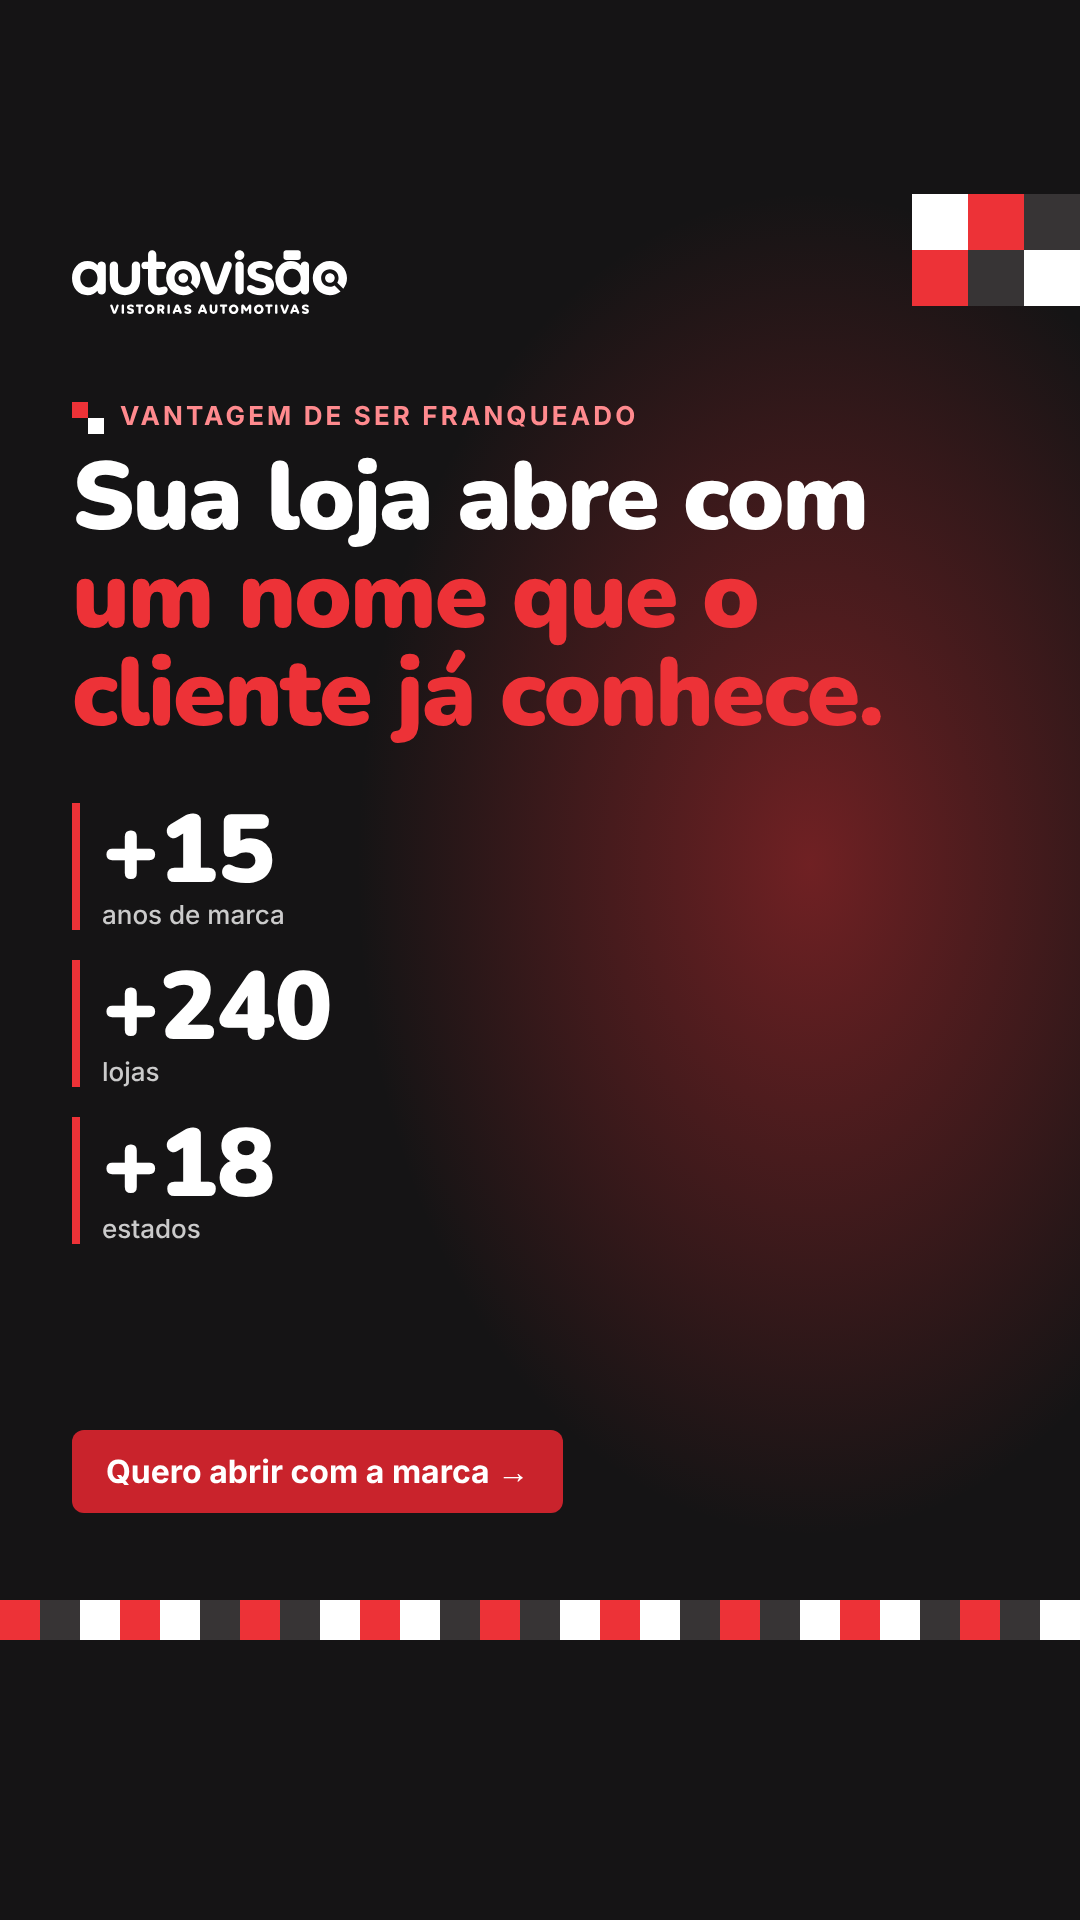 autovisão
VISTORIAS AUTOMOTIVAS
VANTAGEM DE SER FRANQUEADO
Sua loja abre com
um nome que o
cliente já conhece.
+15
anos de marca
+240
lojas
+18
estados
Quero abrir com a marca →